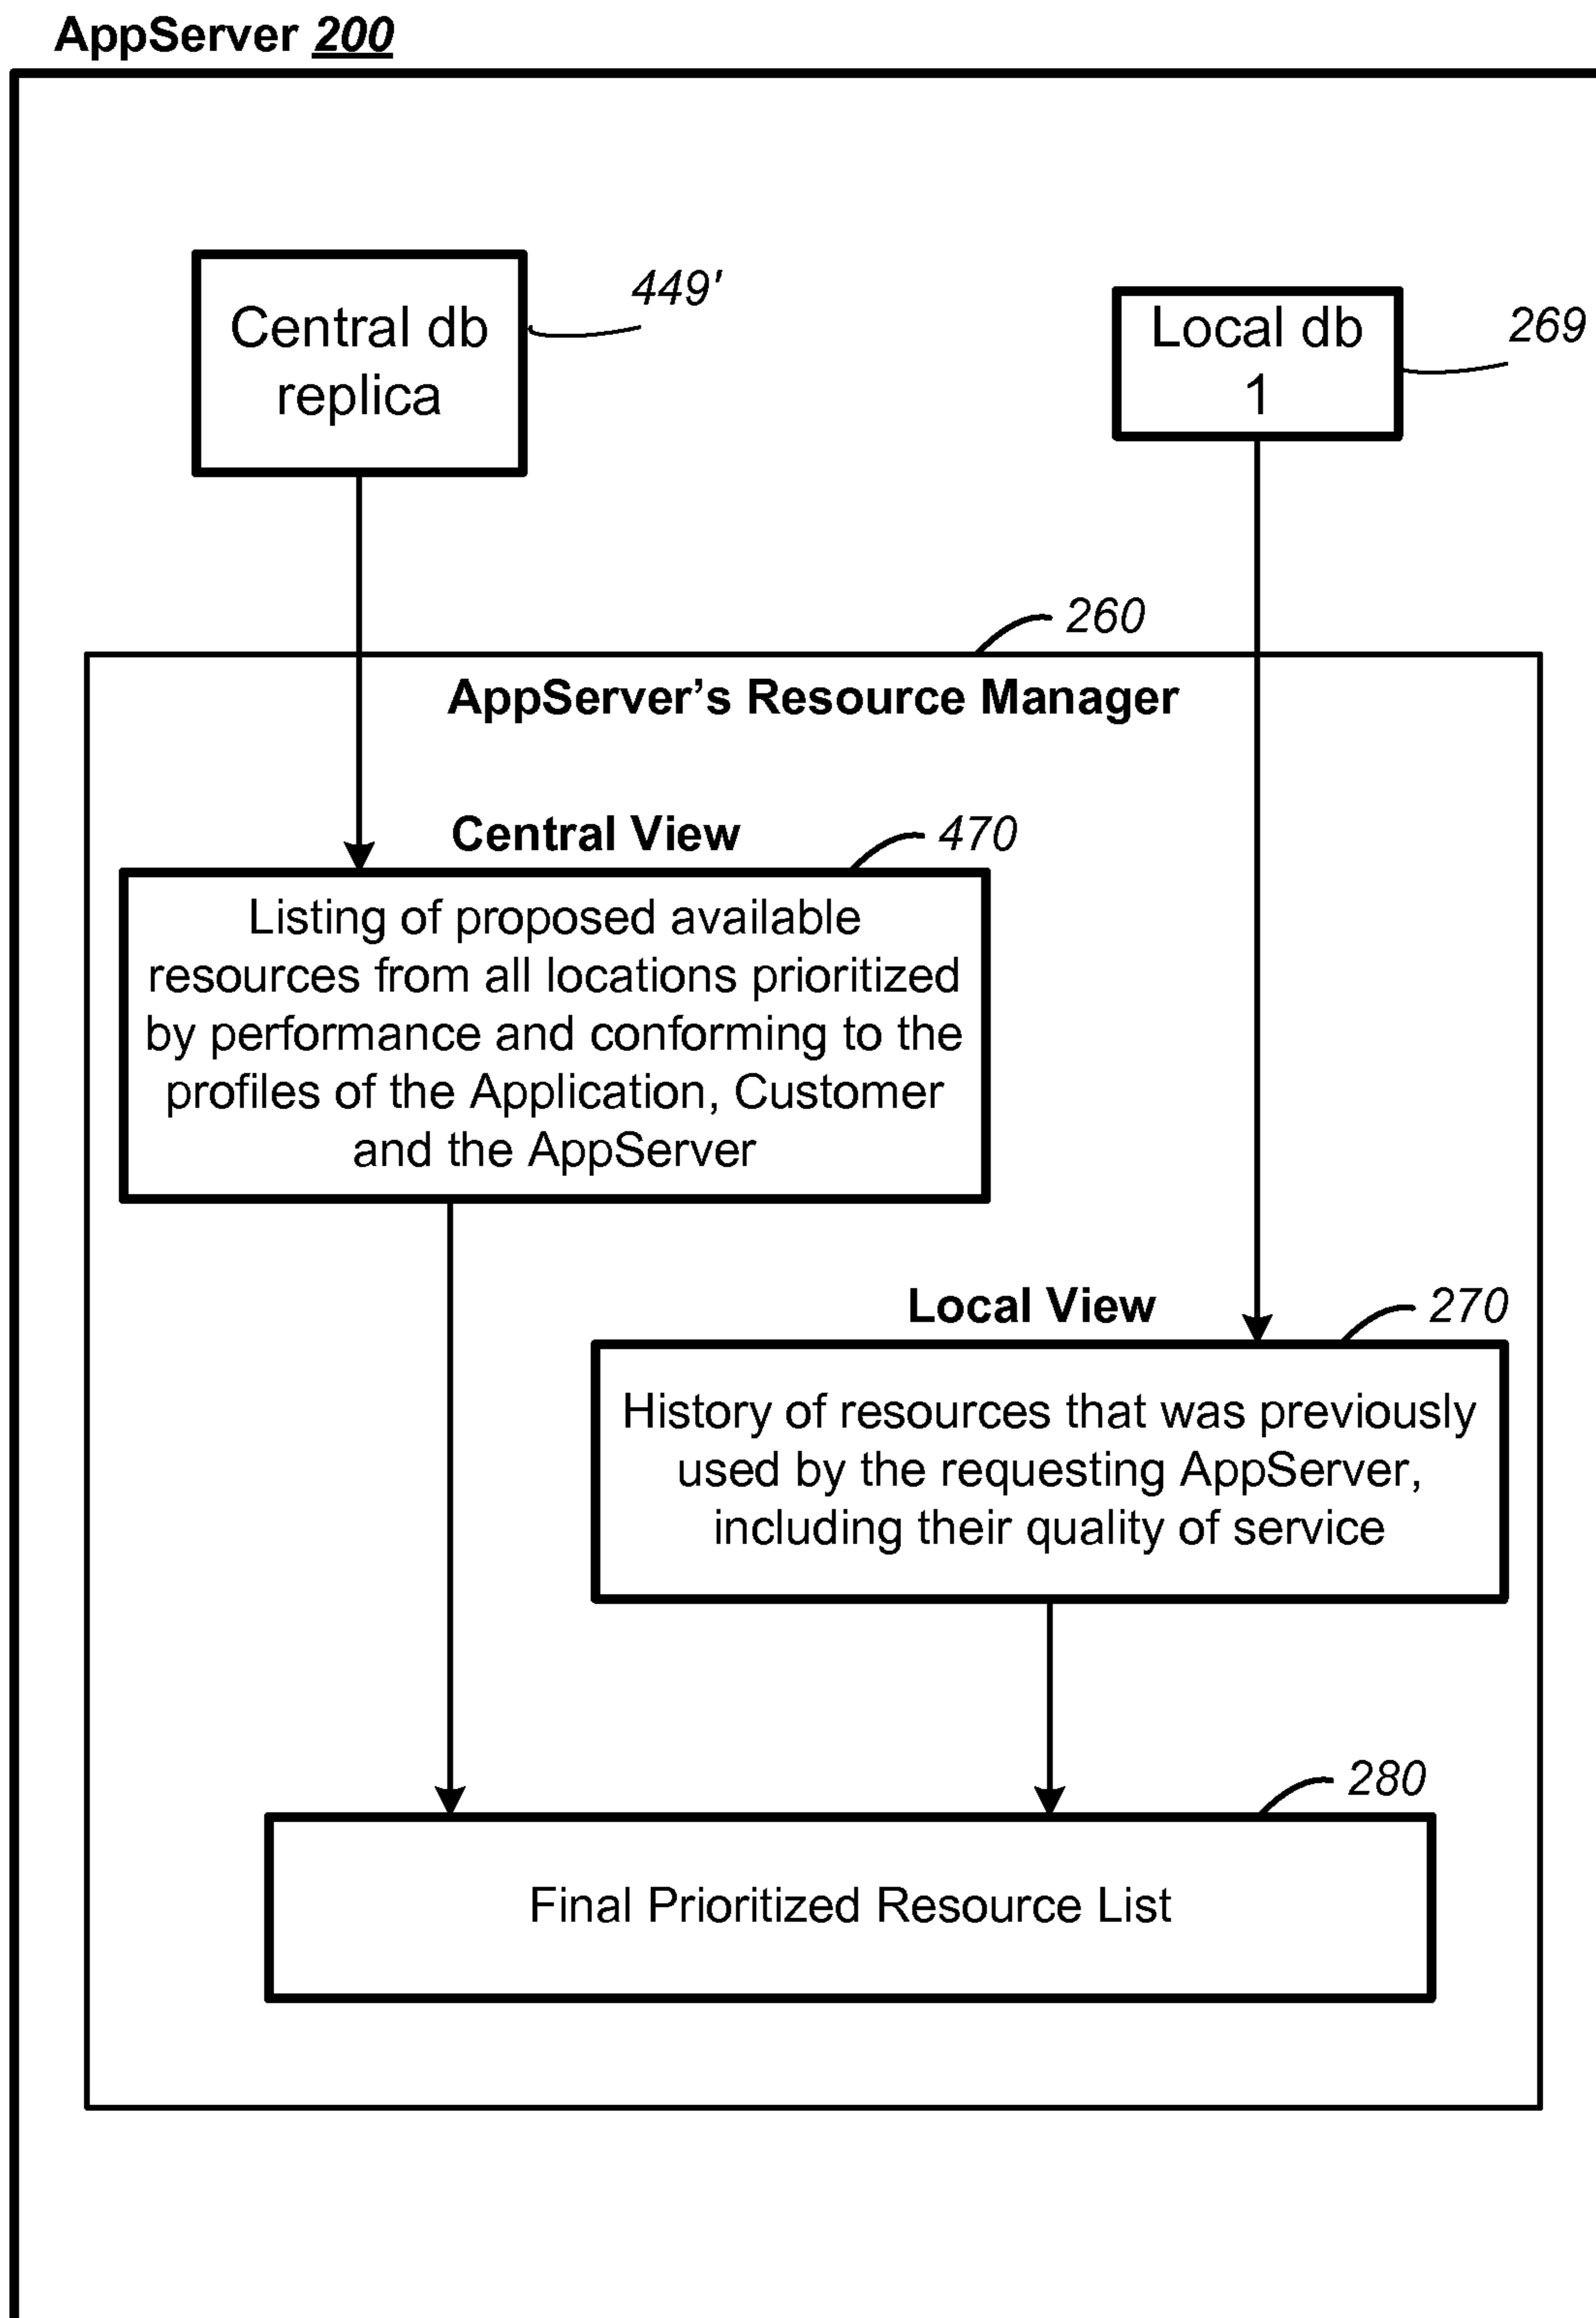 AppServer 200
Central db
replica
449'
Local db
1
269
260
AppServer’s Resource Manager
Central View
470
Listing of proposed available
resources from all locations prioritized
by performance and conforming to the
profiles of the Application, Customer
and the AppServer
Local View
270
History of resources that was previously
used by the requesting AppServer,
including their quality of service
280
Final Prioritized Resource List